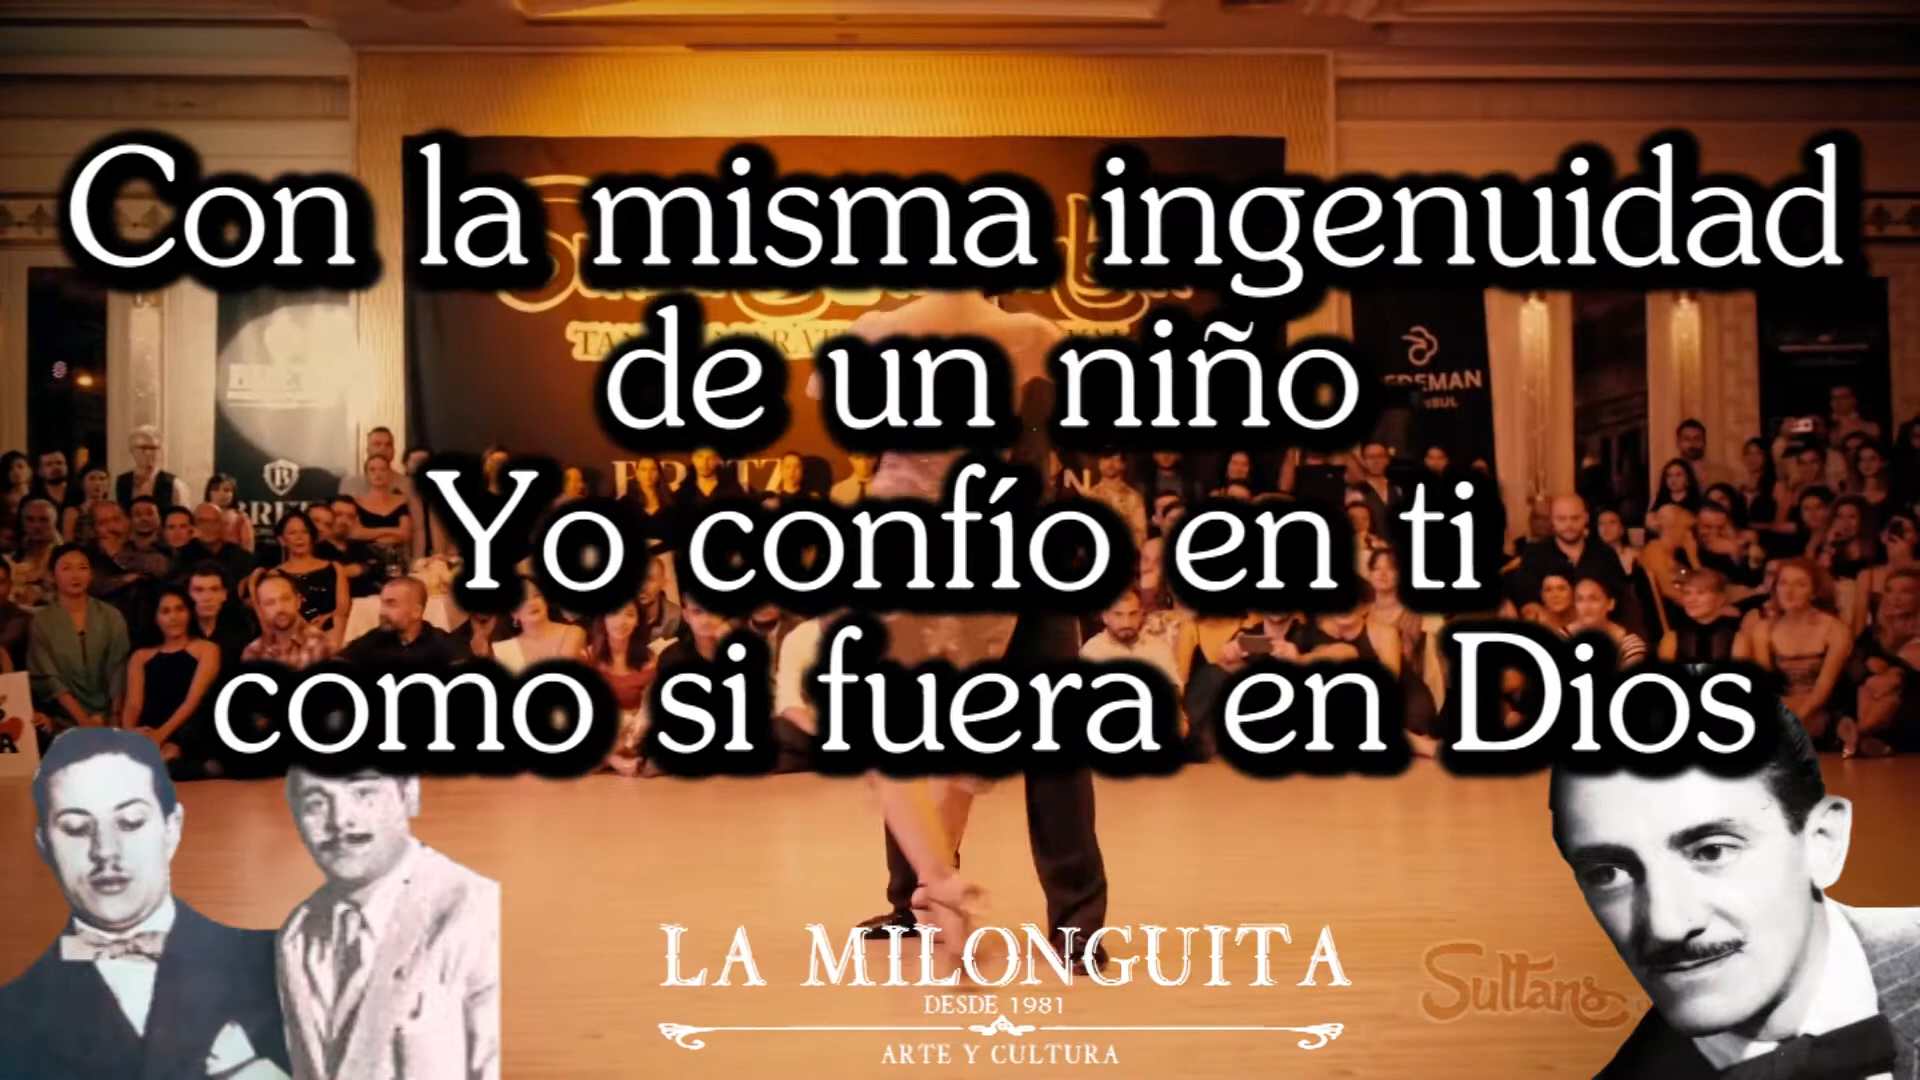 Con la misma ingenuidad
de un niño
Yo confío en ti
como si fuera en Dios
LA MILONGUITA
DESDE 1981
ARTE Y CULTURA
Sultans